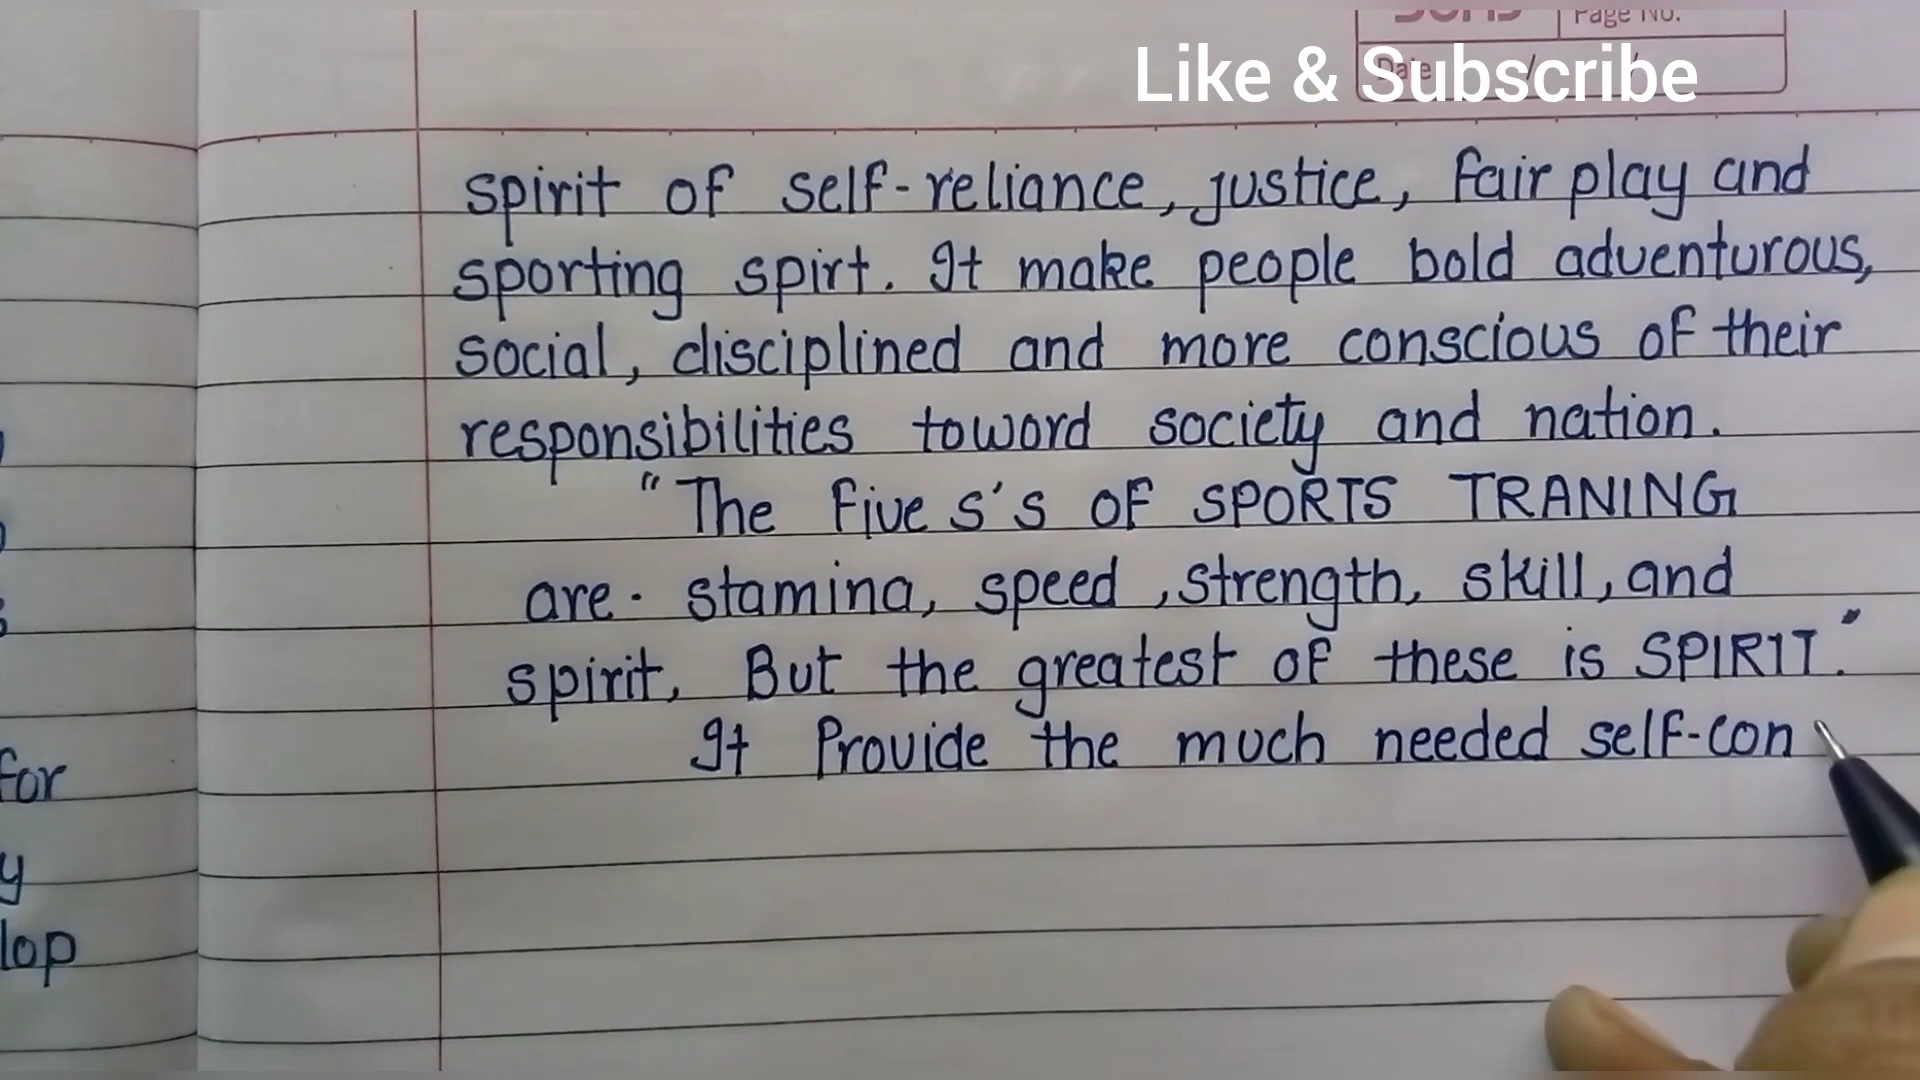 Page No.
Like & Subscribe
Date / /
spirit of self-reliance, justice, fair play and
sporting spirt. It make people bold adventurous,
social, disciplined and more conscious of their
responsibilities toword society and nation.
"The Five S's OF SPORTS TRANING
are. stamina, speed, strength, skill, and
spirit, But the greatest of these is SPIRIT."
It Provide the much needed self-con
for
y
lop